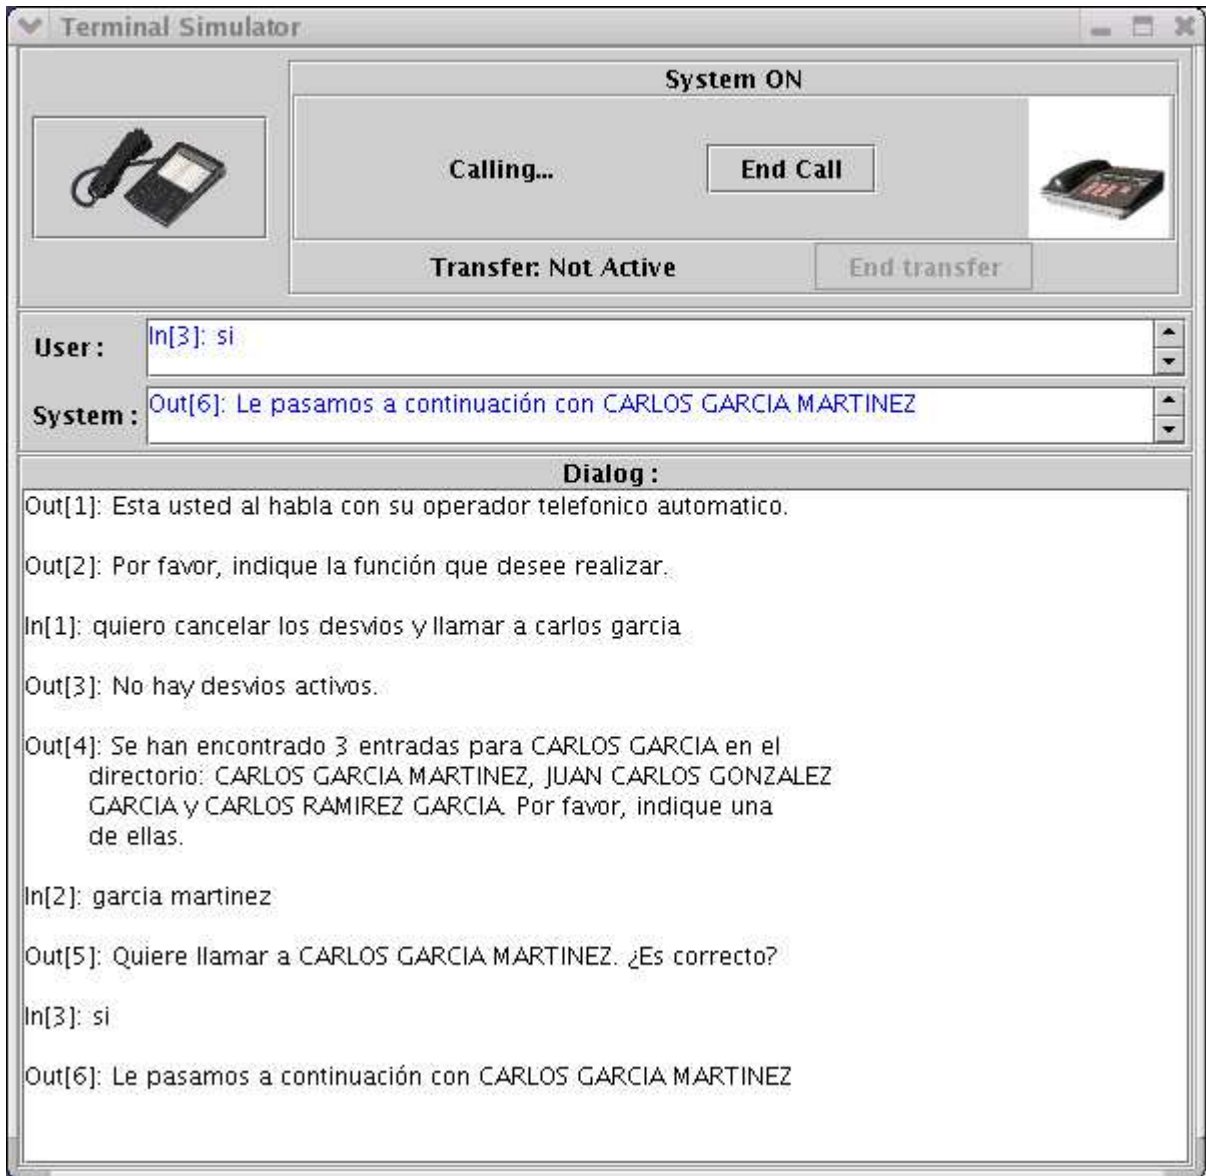 Terminal Simulator
System ON
Calling...
End Call
Transfer: Not Active
End transfer
User :
In[3]: si
System :
Out[6]: Le pasamos a continuación con CARLOS GARCIA MARTINEZ
Dialog :
Out[1]: Esta usted al habla con su operador telefonico automatico.
Out[2]: Por favor, indique la función que desee realizar.
In[1]: quiero cancelar los desvios y llamar a carlos garcia
Out[3]: No hay desvios activos.
Out[4]: Se han encontrado 3 entradas para CARLOS GARCIA en el
directorio: CARLOS GARCIA MARTINEZ, JUAN CARLOS GONZALEZ
GARCIA y CARLOS RAMIREZ GARCIA. Por favor, indique una
de ellas.
In[2]: garcia martinez
Out[5]: Quiere llamar a CARLOS GARCIA MARTINEZ. ¿Es correcto?
In[3]: si
Out[6]: Le pasamos a continuación con CARLOS GARCIA MARTINEZ